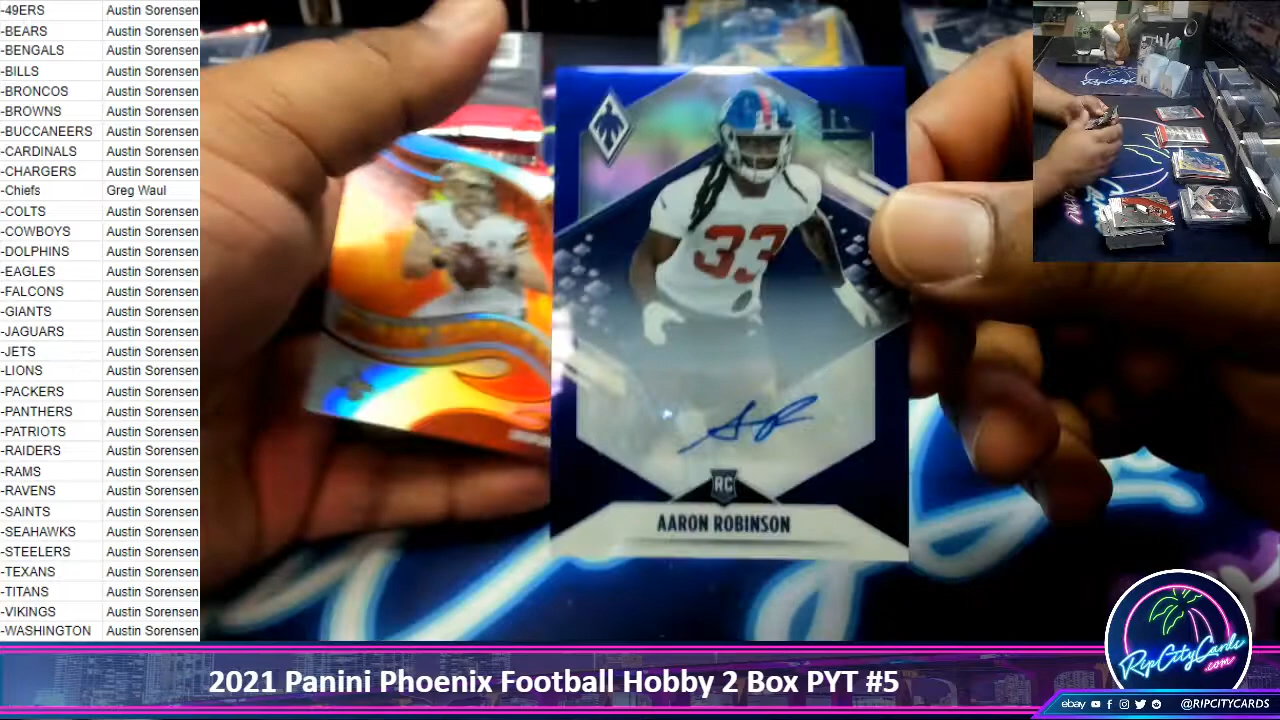 -49ERS Austin Sorensen
-BEARS Austin Sorensen
-BENGALS Austin Sorensen
-BILLS Austin Sorensen
-BRONCOS Austin Sorensen
-BROWNS Austin Sorensen
-BUCCANEERS Austin Sorensen
-CARDINALS Austin Sorensen
-CHARGERS Austin Sorensen
-Chiefs Greg Waul
-COLTS Austin Sorensen
-COWBOYS Austin Sorensen
-DOLPHINS Austin Sorensen
-EAGLES Austin Sorensen
-FALCONS Austin Sorensen
-GIANTS Austin Sorensen
-JAGUARS Austin Sorensen
-JETS Austin Sorensen
-LIONS Austin Sorensen
-PACKERS Austin Sorensen
-PANTHERS Austin Sorensen
-PATRIOTS Austin Sorensen
-RAIDERS Austin Sorensen
-RAMS Austin Sorensen
-RAVENS Austin Sorensen
-SAINTS Austin Sorensen
-SEAHAWKS Austin Sorensen
-STEELERS Austin Sorensen
-TEXANS Austin Sorensen
-TITANS Austin Sorensen
-VIKINGS Austin Sorensen
-WASHINGTON Austin Sorensen
33
RC
AARON ROBINSON
RipCityCards
.com
2021 Panini Phoenix Football Hobby 2 Box PYT #5
ebay @RIPCITYCARDS